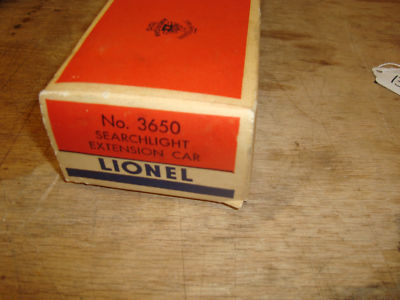 No. 3650
SEARCHLIGHT
EXTENSION CAR
LIONEL